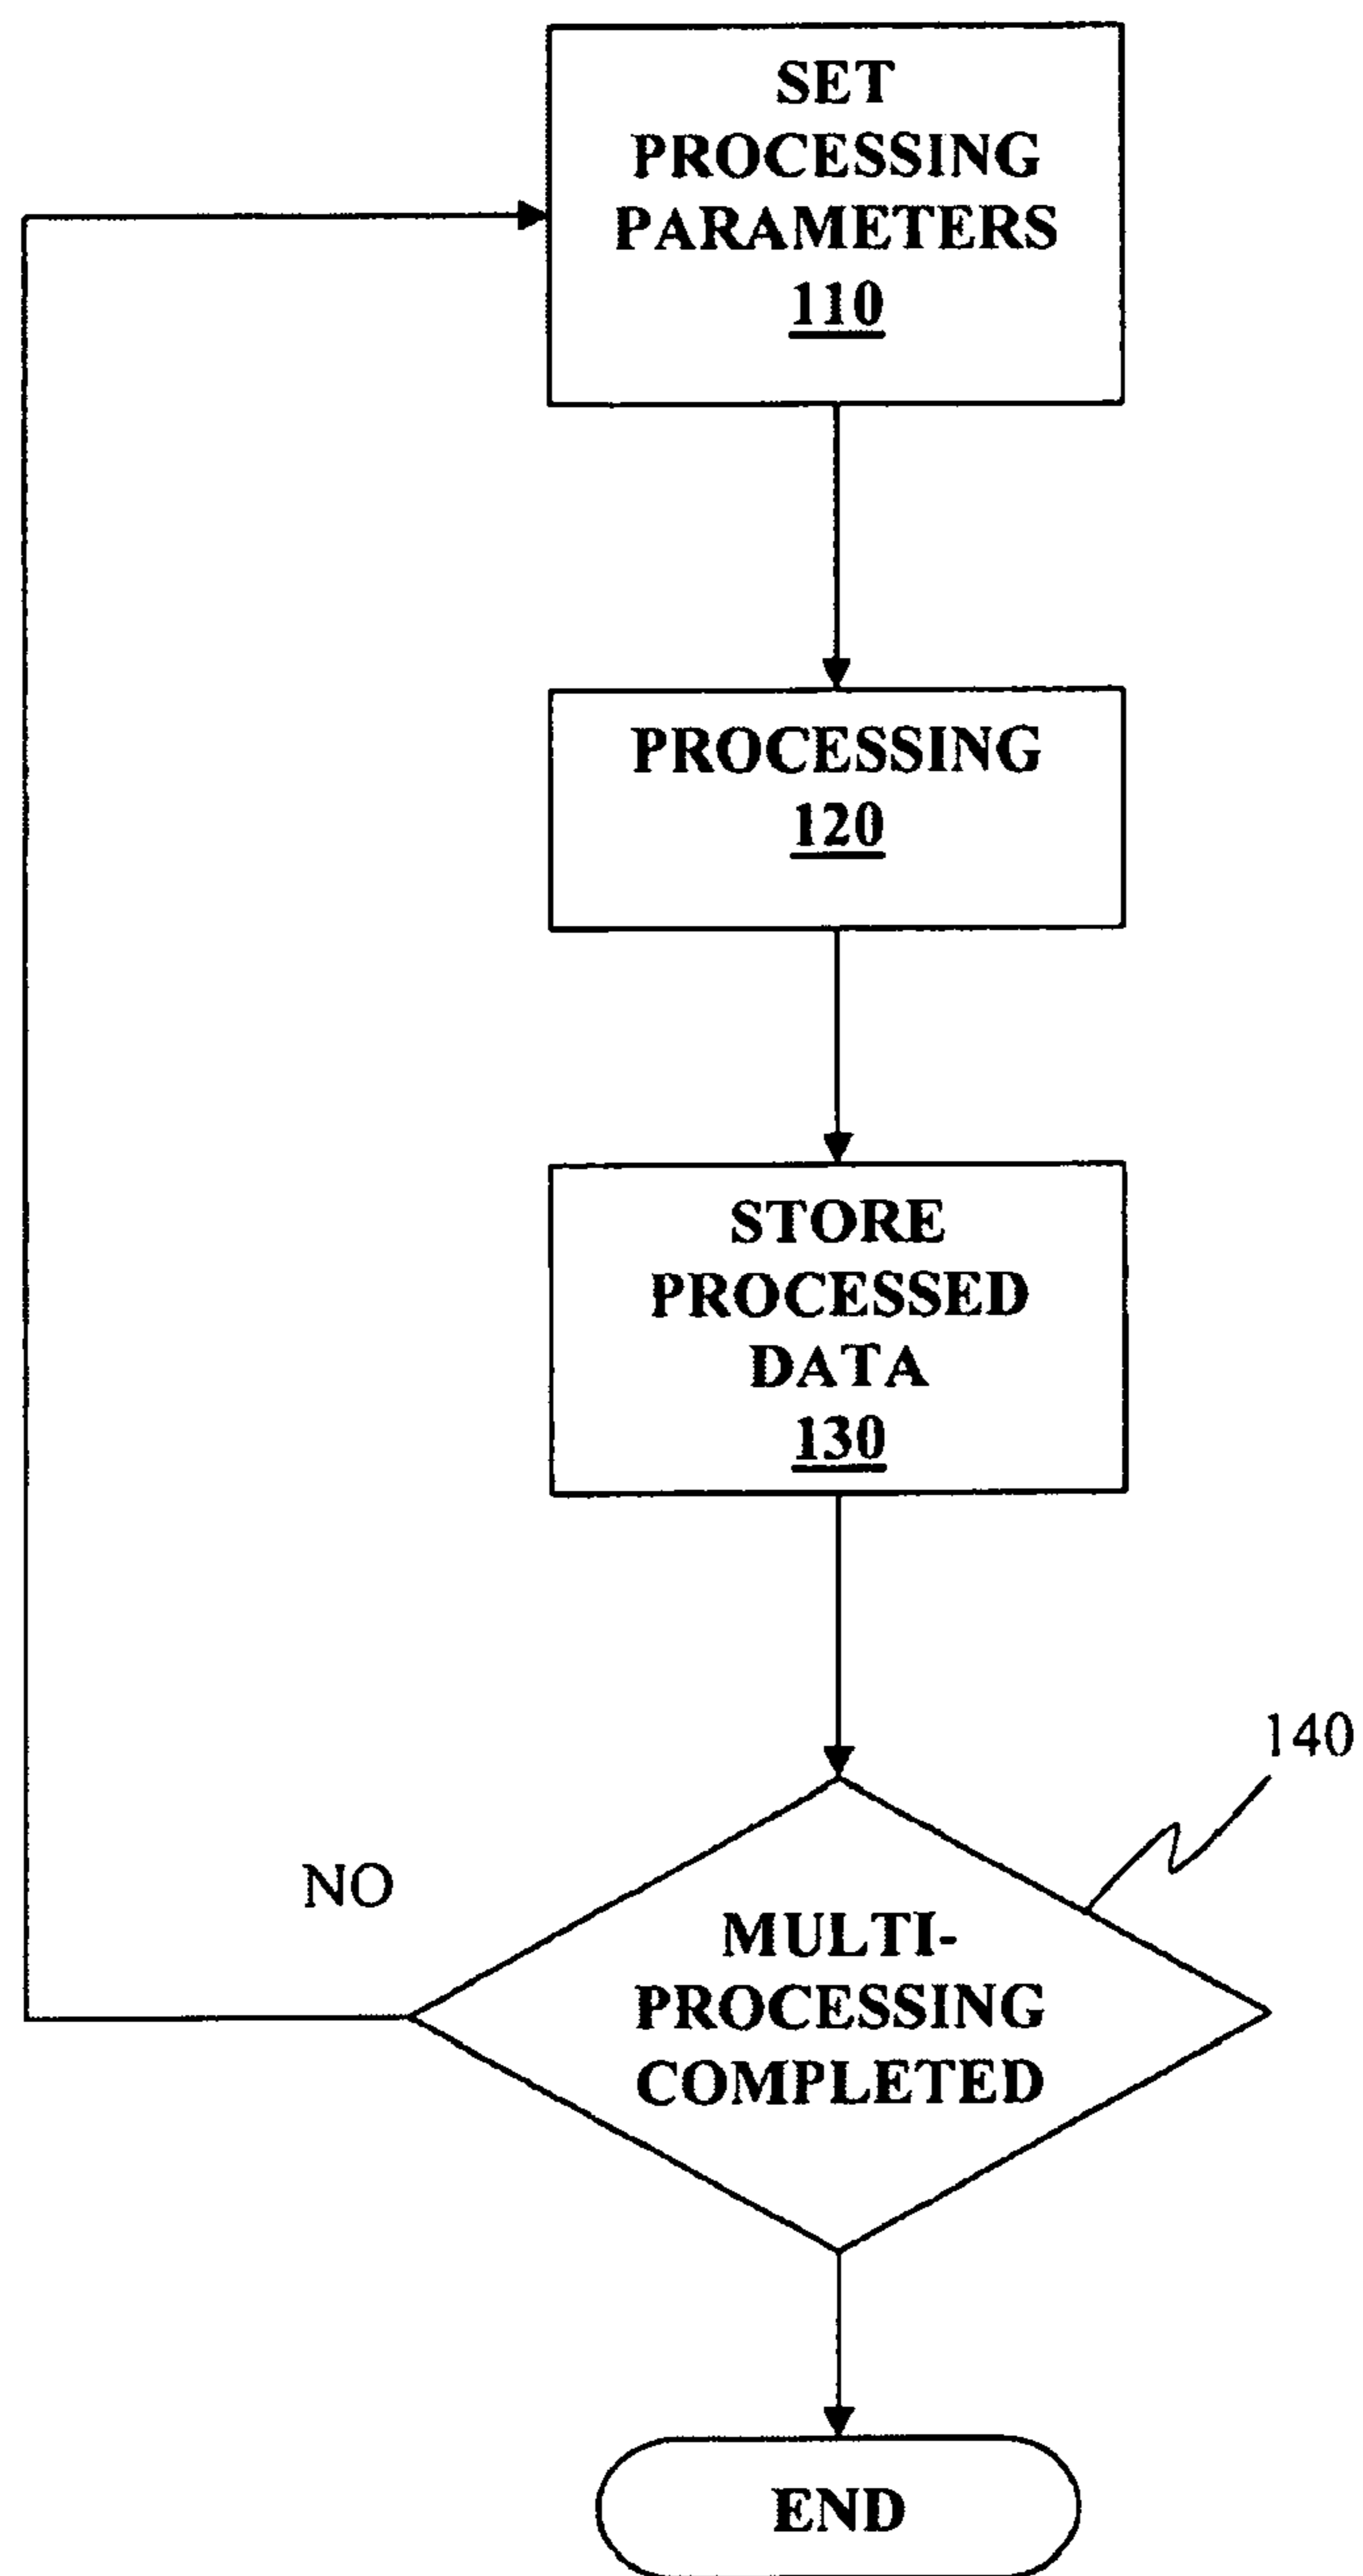 SET
PROCESSING
PARAMETERS
110
PROCESSING
120
STORE
PROCESSED
DATA
130
140
NO
MULTI-
PROCESSING
COMPLETED
END